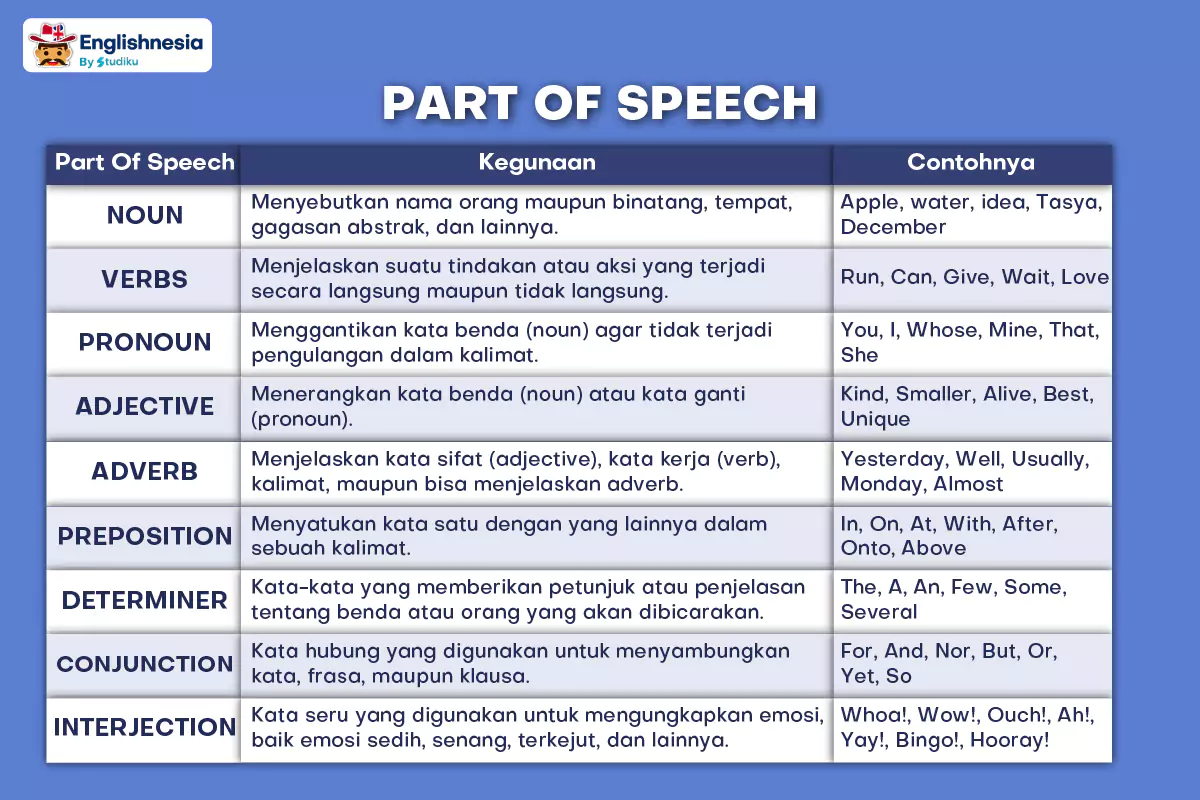 Englishnesia
By Studiku
PART OF SPEECH
Part Of Speech
Kegunaan
Contohnya
NOUN
Menyebutkan nama orang maupun binatang, tempat,
gagasan abstrak, dan lainnya.
Apple, water, idea, Tasya,
December
VERBS
Menjelaskan suatu tindakan atau aksi yang terjadi
secara langsung maupun tidak langsung.
Run, Can, Give, Wait, Love
PRONOUN
Menggantikan kata benda (noun) agar tidak terjadi
pengulangan dalam kalimat.
You, I, Whose, Mine, That,
She
ADJECTIVE
Menerangkan kata benda (noun) atau kata ganti
(pronoun).
Kind, Smaller, Alive, Best,
Unique
ADVERB
Menjelaskan kata sifat (adjective), kata kerja (verb),
kalimat, maupun bisa menjelaskan adverb.
Yesterday, Well, Usually,
Monday, Almost
PREPOSITION
Menyatukan kata satu dengan yang lainnya dalam
sebuah kalimat.
In, On, At, With, After,
Onto, Above
DETERMINER
Kata-kata yang memberikan petunjuk atau penjelasan
tentang benda atau orang yang akan dibicarakan.
The, A, An, Few, Some,
Several
CONJUNCTION
Kata hubung yang digunakan untuk menyambungkan
kata, frasa, maupun klausa.
For, And, Nor, But, Or,
Yet, So
INTERJECTION
Kata seru yang digunakan untuk mengungkapkan emosi,
baik emosi sedih, senang, terkejut, dan lainnya.
Whoa!, Wow!, Ouch!, Ah!,
Yay!, Bingo!, Hooray!